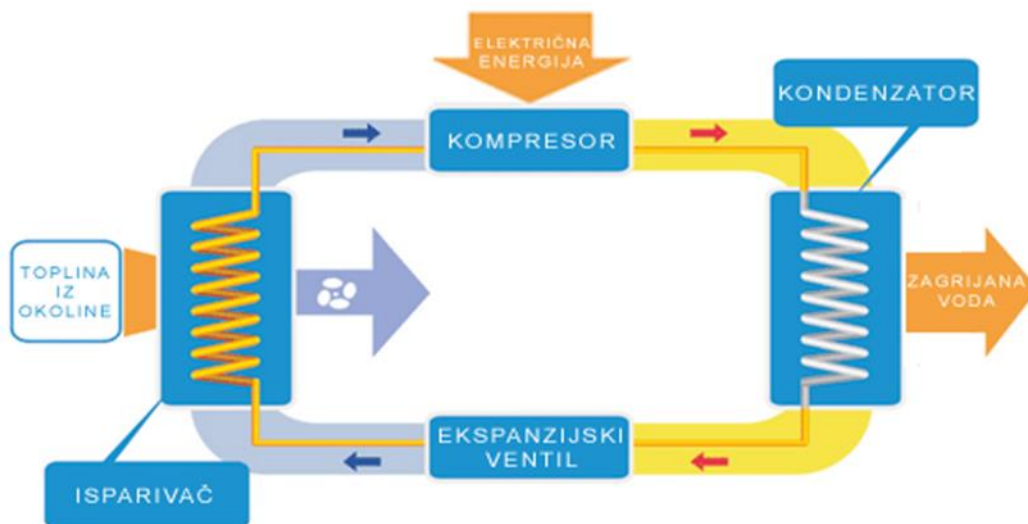 ELEKTRIČNA
ENERGIJA
KOMPRESOR
KONDENZATOR
TOPLINA
IZ
OKOLINE
ZAGRIJANA
VODA
EKSPANZIJSKI
VENTIL
ISPARIVAČ